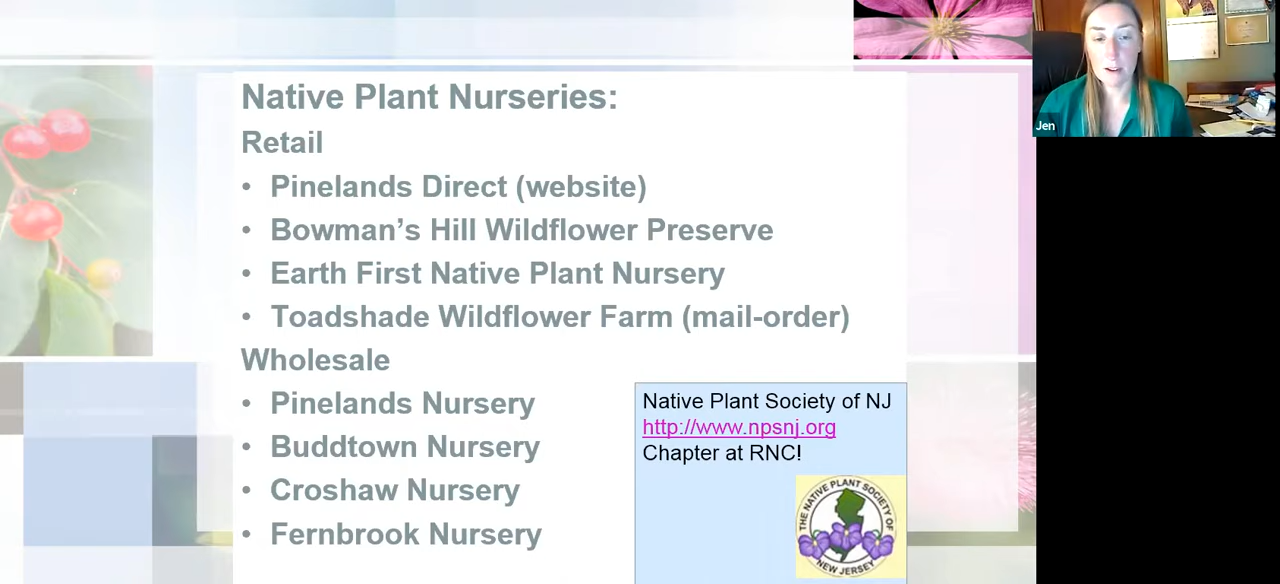 Native Plant Nurseries:
Retail
• Pinelands Direct (website)
• Bowman’s Hill Wildflower Preserve
• Earth First Native Plant Nursery
• Toadshade Wildflower Farm (mail-order)
Wholesale
• Pinelands Nursery
• Buddtown Nursery
• Croshaw Nursery
• Fernbrook Nursery
Native Plant Society of NJ
http://www.npsnj.org
Chapter at RNC!
THE NATIVE PLANT SOCIETY OF
NEW JERSEY
Jen